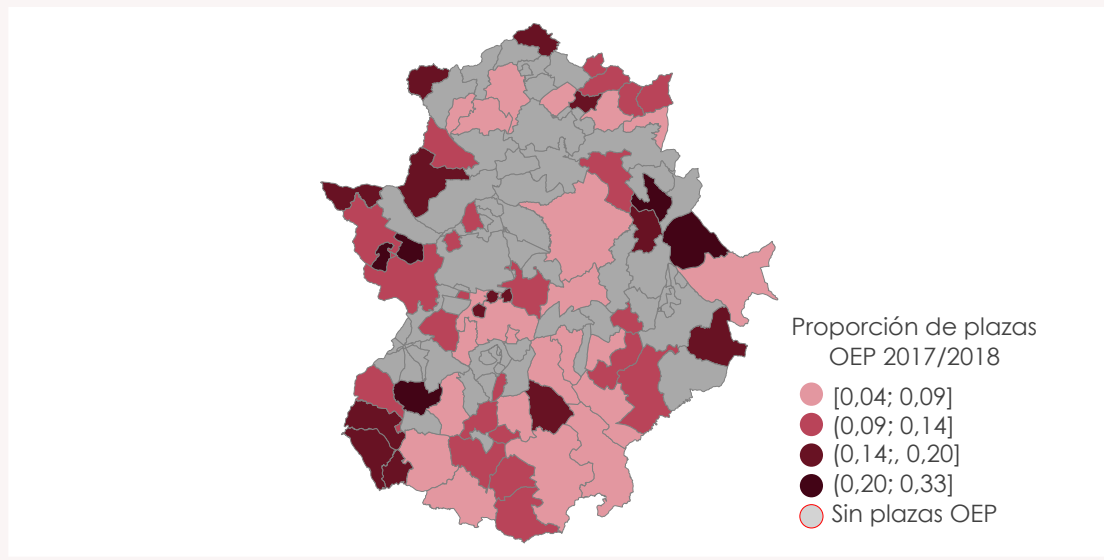 Proporción de plazas
OEP 2017/2018
[0,04; 0,09]
(0,09; 0,14]
(0,14;, 0,20]
(0,20; 0,33]
Sin plazas OEP